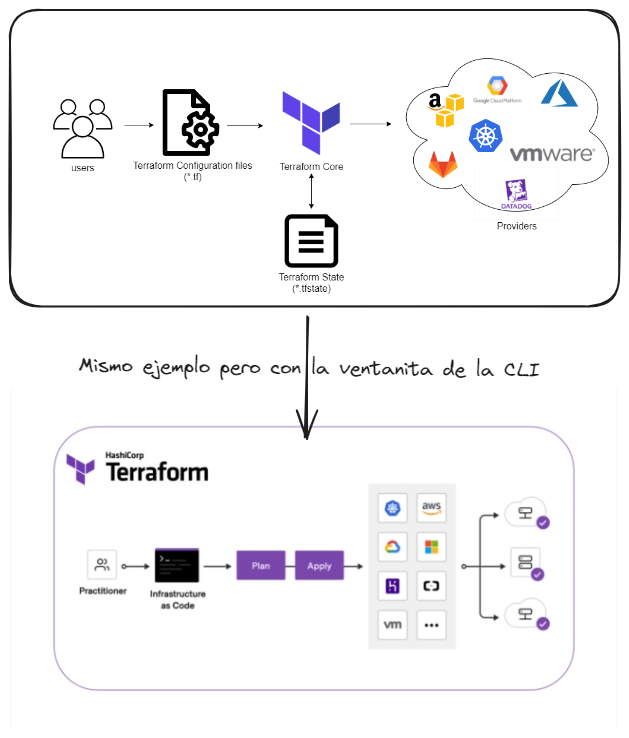 a
Google Cloud Platform
vmware®
DATADOG
users
Terraform Configuration files
(*.tf)
Terraform Core
Terraform State
(*.tfstate)
Providers
Mismo ejemplo pero con la ventanita de la CLI
HashiCorp
Terraform
aws
Plan
Apply
Practitioner
Infrastructure
as Code
H
vm